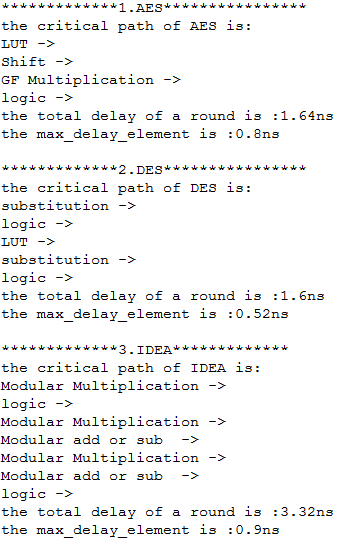 *************1.AES****************
the critical path of AES is:
LUT ->
Shift ->
GF Multiplication ->
logic ->
the total delay of a round is :1.64ns
the max_delay_element is :0.8ns
*************2.DES****************
the critical path of DES is:
substitution ->
logic ->
LUT ->
substitution ->
logic ->
the total delay of a round is :1.6ns
the max_delay_element is :0.52ns
*************3.IDEA*************
the critical path of IDEA is:
Modular Multiplication ->
logic ->
Modular Multiplication ->
Modular add or sub  ->
Modular Multiplication ->
Modular add or sub  ->
logic ->
the total delay of a round is :3.32ns
the max_delay_element is :0.9ns